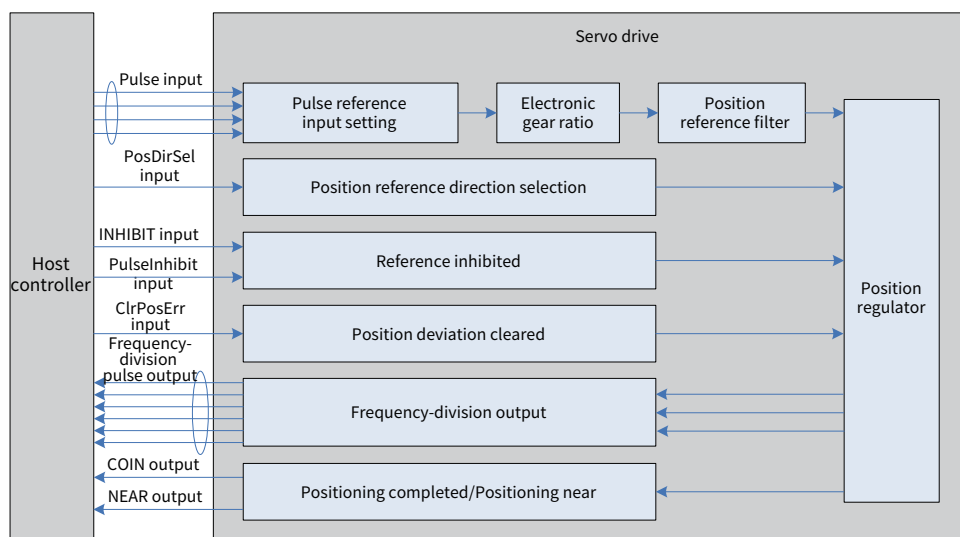 Servo drive
Pulse input
Pulse reference
input setting
Electronic
gear ratio
Position
reference filter
PosDirSel
input
Position reference direction selection
INHIBIT input
PulseInhibit
input
Reference inhibited
Host
controller
Position
regulator
ClrPosErr
input
Position deviation cleared
Frequency-
division
pulse output
Frequency-division output
COIN output
NEAR output
Positioning completed/Positioning near